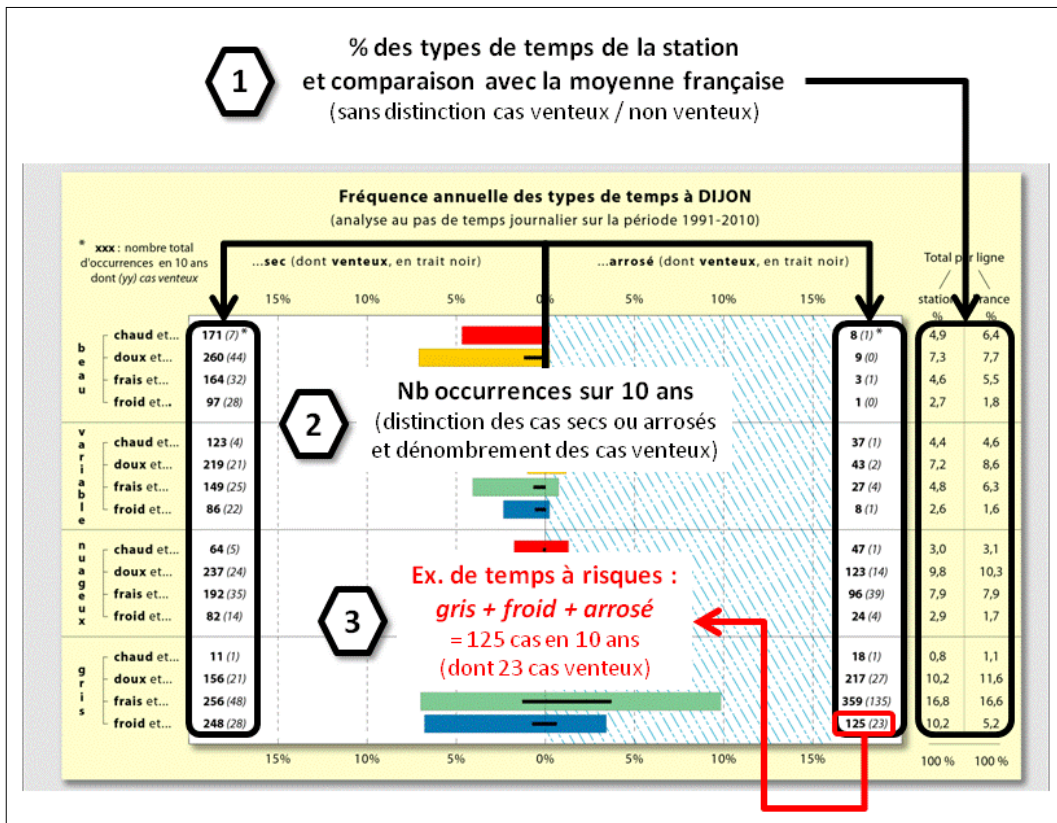 1
% des types de temps de la station
et comparaison avec la moyenne française
(sans distinction cas venteux / non venteux)
Fréquence annuelle des types de temps à DIJON
(analyse au pas de temps journalier sur la période 1991-2010)
* xxx : nombre total
d'occurrences en 10 ans
dont (yy) cas venteux
...sec (dont venteux, en trait noir)
...arrosé (dont venteux, en trait noir)
Total par ligne
station
%
%
15% 10% 5% 0% 5% 10% 15%
beau
chaud et... 171 (7) * 8 (1) * 4,9 6,4
doux et... 260 (44) 9 (0) 7,3 7,7
frais et... 164 (32) 3 (1) 4,6 5,5
froid et... 97 (28) 1 (0) 2,7 1,8
2
Nb occurrences sur 10 ans
(distinction des cas secs ou arrosés
et dénombrement des cas venteux)
variable
chaud et... 123 (4) 37 (1) 4,4 4,6
doux et... 219 (21) 43 (2) 7,2 8,6
frais et... 149 (25) 27 (4) 4,8 6,3
froid et... 86 (22) 8 (1) 2,6 1,6
nuageux
chaud et... 64 (5) 47 (1) 3,0 3,1
doux et... 237 (24) 123 (14) 9,8 10,3
frais et... 192 (35) 96 (39) 7,9 7,9
froid et... 82 (14) 24 (4) 2,9 1,7
3
Ex. de temps à risques :
gris + froid + arrosé
= 125 cas en 10 ans
(dont 23 cas venteux)
gris
chaud et... 11 (1) 18 (1) 0,8 1,1
doux et... 156 (21) 217 (27) 10,2 11,6
frais et... 256 (48) 359 (135) 16,8 16,6
froid et... 248 (28) 125 (23) 10,2 5,2
15% 10% 5% 0% 5% 10% 15%
100 % 100 %